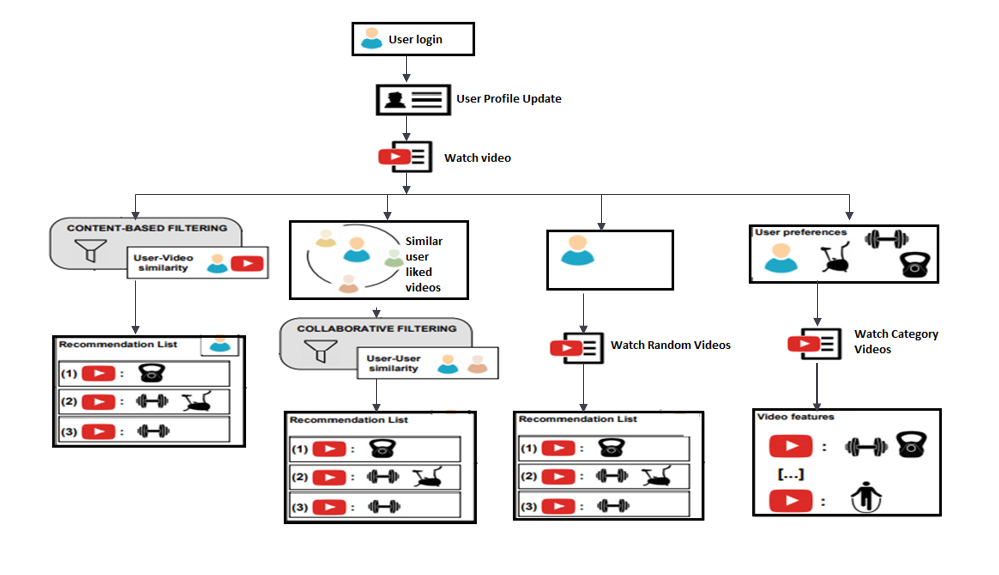 User login
User Profile Update
Watch video
CONTENT-BASED FILTERING
User-Video
similarity
Recommendation List
(1) :
(2) :
(3) :
Similar
user
liked
videos
COLLABORATIVE FILTERING
User-User
similarity
Recommendation List
(1) :
(2) :
(3) :
Watch Random Videos
Recommendation List
(1) :
(2) :
(3) :
User preferences
Watch Category
Videos
Video features
:
[...]
: